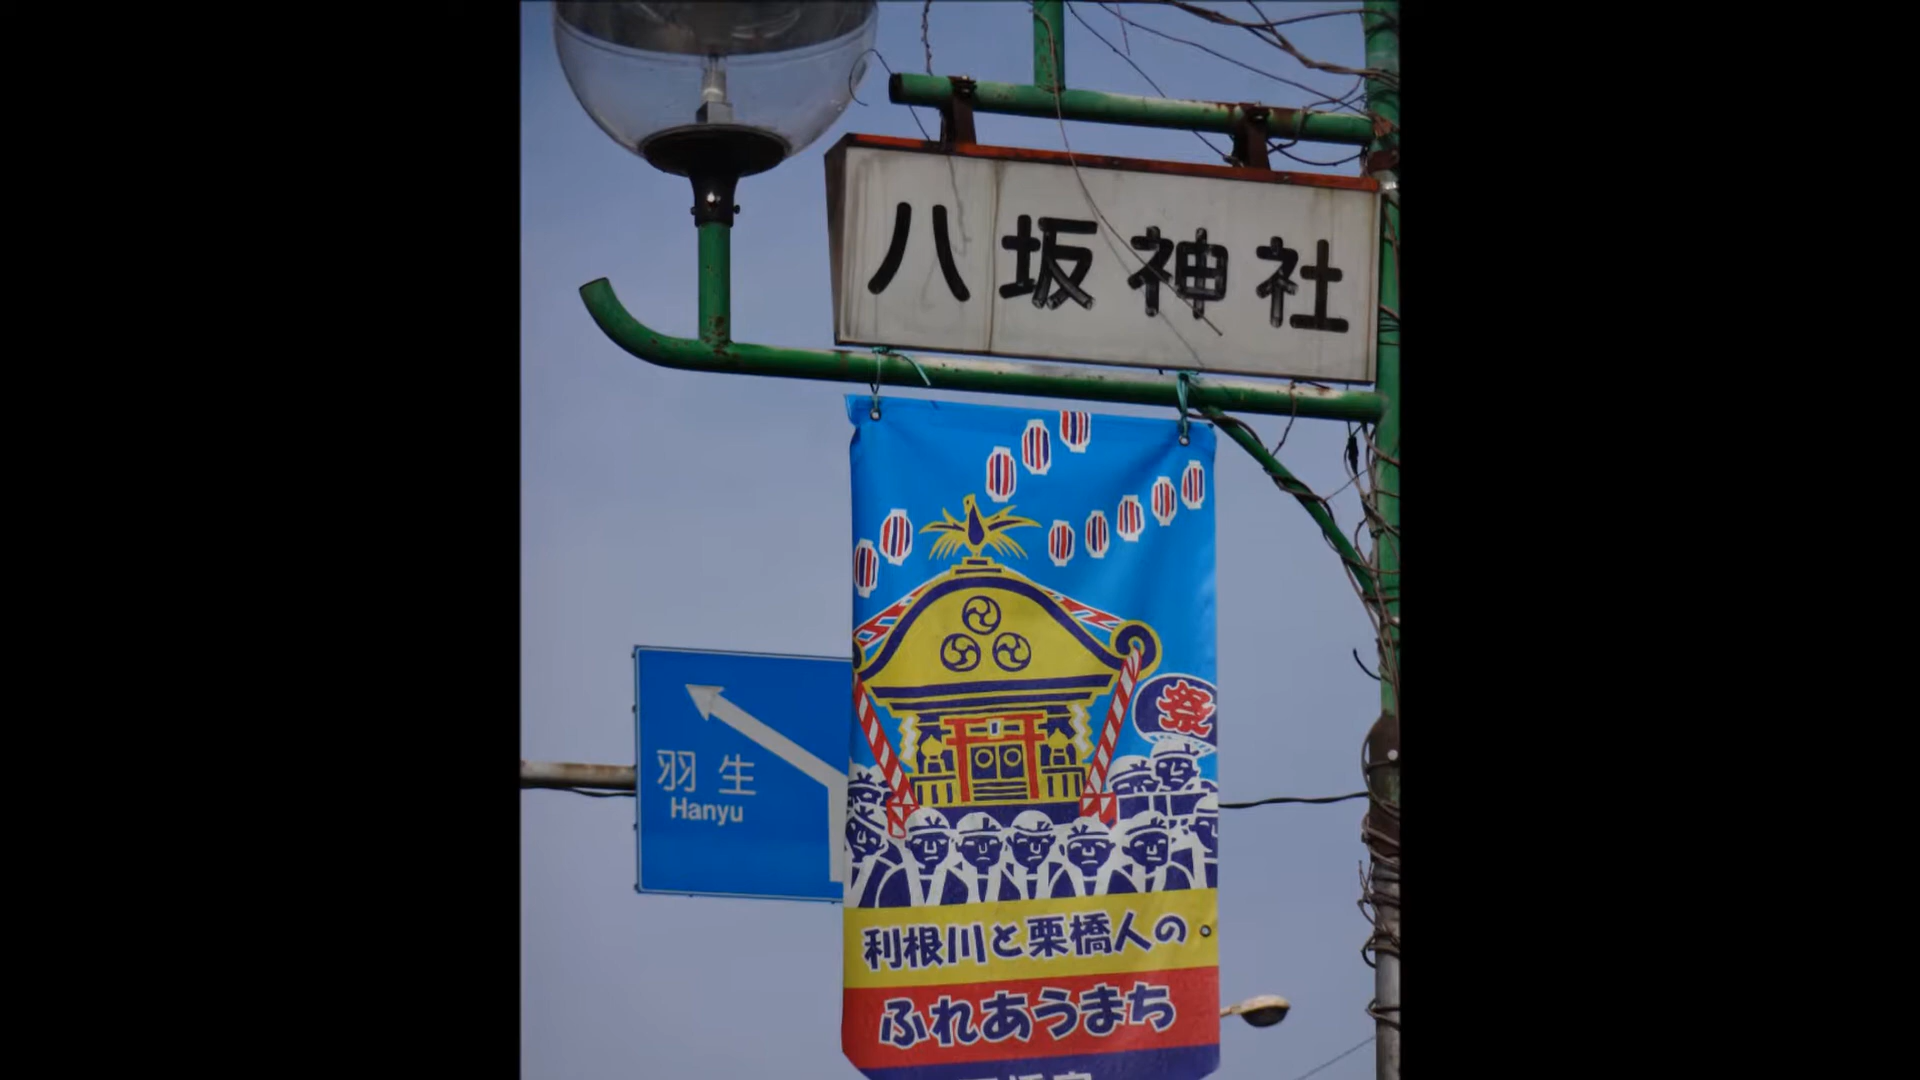 八坂神社
祭
羽生
Hanyu
利根川と栗橋人の
ふれあうまち